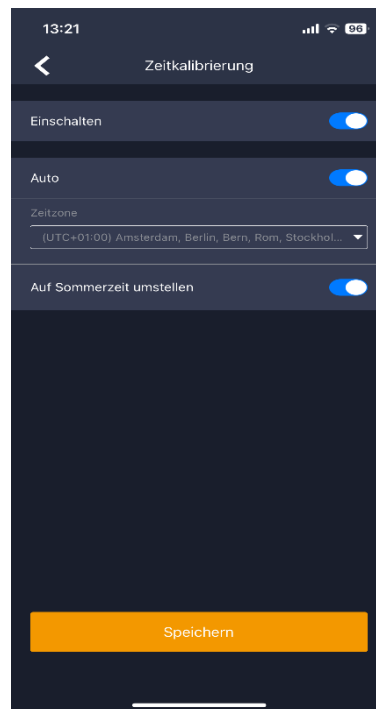 13:21
96
Zeitkalibrierung
Einschalten
Auto
Zeitzone
(UTC+01:00) Amsterdam, Berlin, Bern, Rom, Stockhol...
Auf Sommerzeit umstellen
Speichern